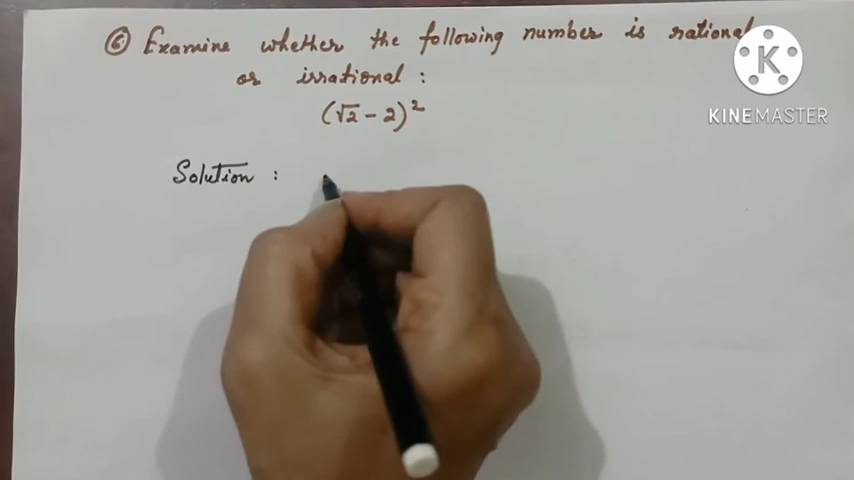 ⑥ Examine whether the following number is rational
or irrational :
(√2 - 2)²
Solution :
K
KINEMASTER